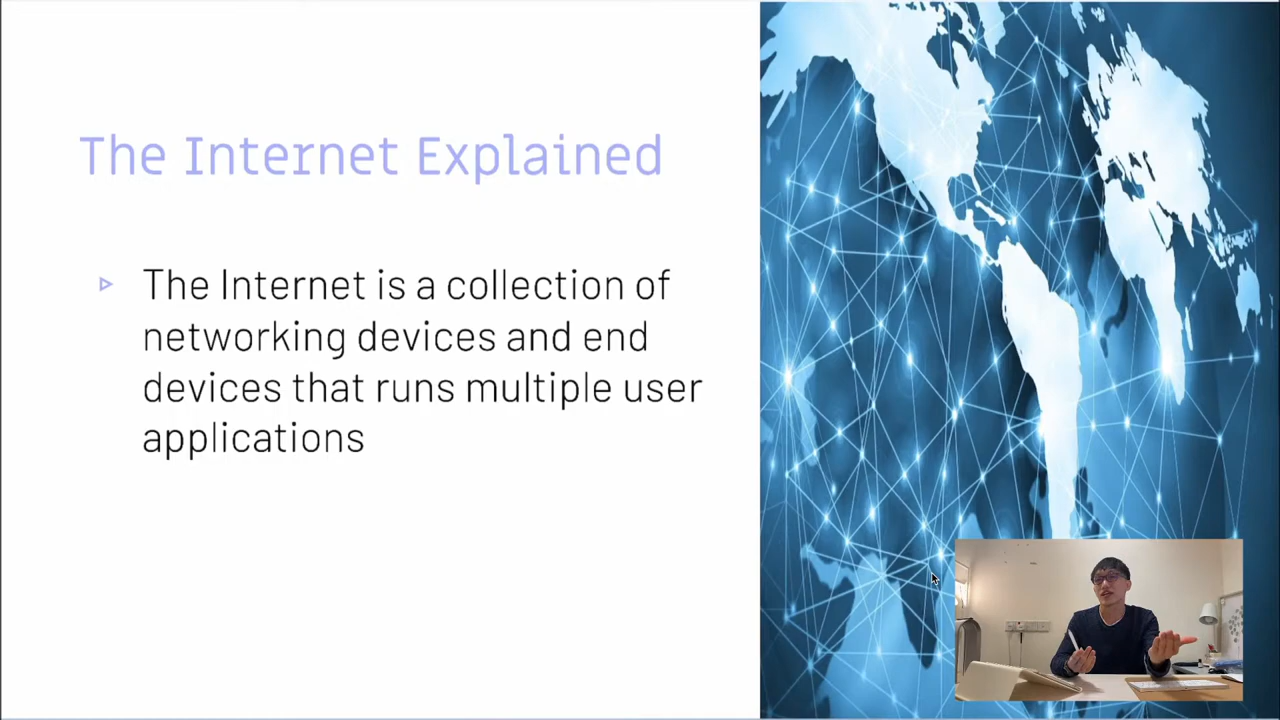 The Internet Explained
The Internet is a collection of
networking devices and end
devices that runs multiple user
applications